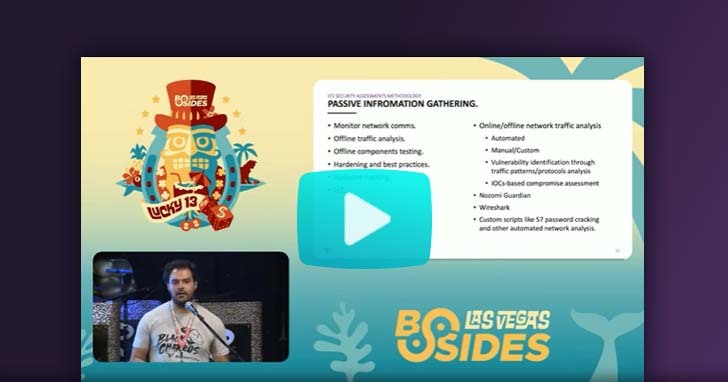 BSIDES
LUCKY 13
ICS SECURITY ASSESSMENTS METHODOLOGY
PASSIVE INFROMATION GATHERING.
• Monitor network comms.
• Offline traffic analysis.
• Offline components testing.
• Hardening and best practices.
• Online/offline network traffic analysis
• Automated
• Manual/Custom
• Vulnerability identification through
traffic patterns/protocols analysis
• IOCs-based compromise assessment
• Nozomi Guardian
• Wireshark
• Custom scripts like S7 password cracking
and other automated network analysis.
BSIDES
LAS VEGAS